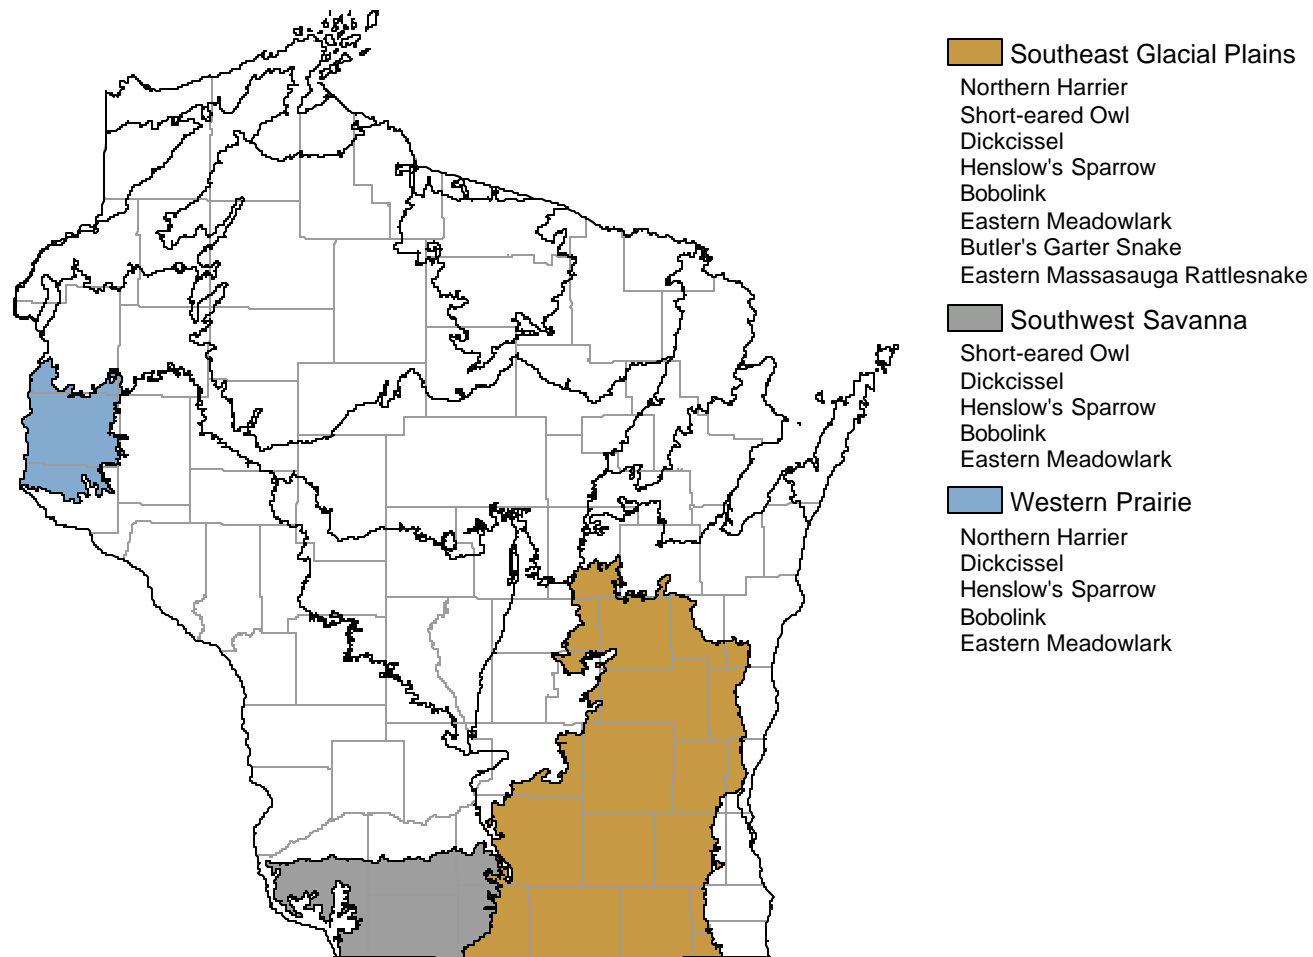 Southeast Glacial Plains
Northern Harrier
Short-eared Owl
Dickcissel
Henslow's Sparrow
Bobolink
Eastern Meadowlark
Butler's Garter Snake
Eastern Massasauga Rattlesnake
Southwest Savanna
Short-eared Owl
Dickcissel
Henslow's Sparrow
Bobolink
Eastern Meadowlark
Western Prairie
Northern Harrier
Dickcissel
Henslow's Sparrow
Bobolink
Eastern Meadowlark